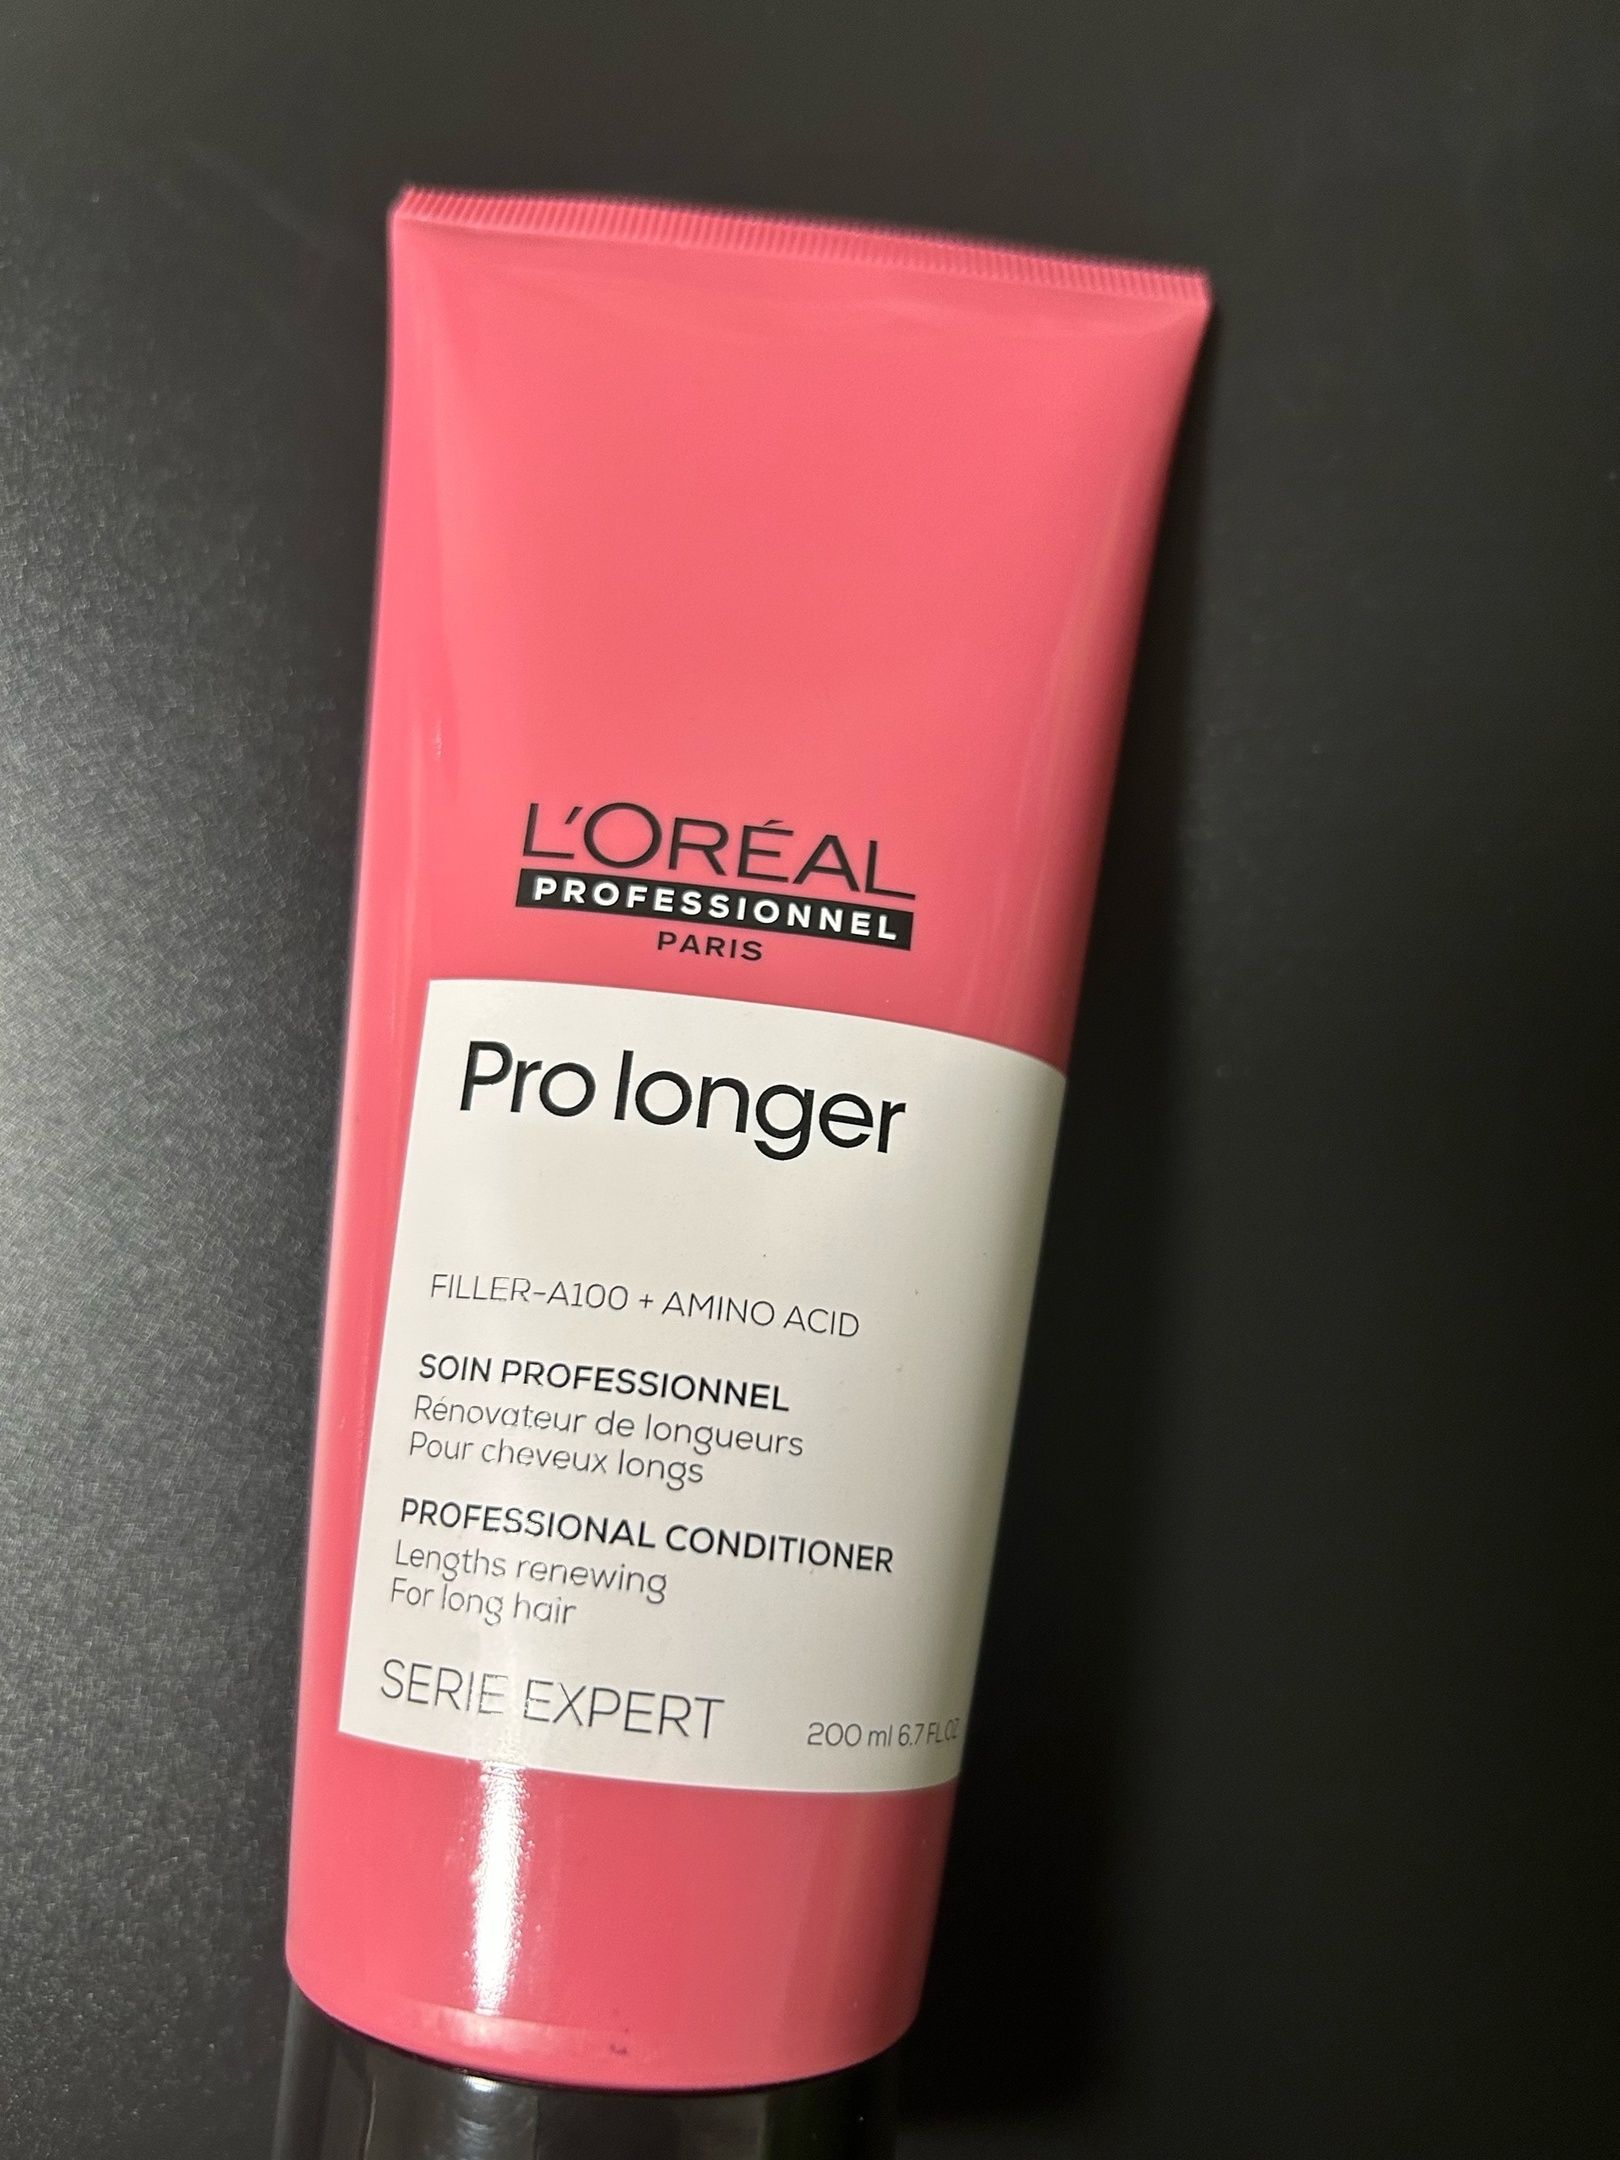 L'ORÉAL
PROFESSIONNEL
PARIS
Pro longer
FILLER-A100 + AMINO ACID
SOIN PROFESSIONNEL
Rénovateur de longueurs
Pour cheveux longs
PROFESSIONAL CONDITIONER
Lengths renewing
For long hair
SERIE EXPERT
200 ml 6.7 FL.OZ